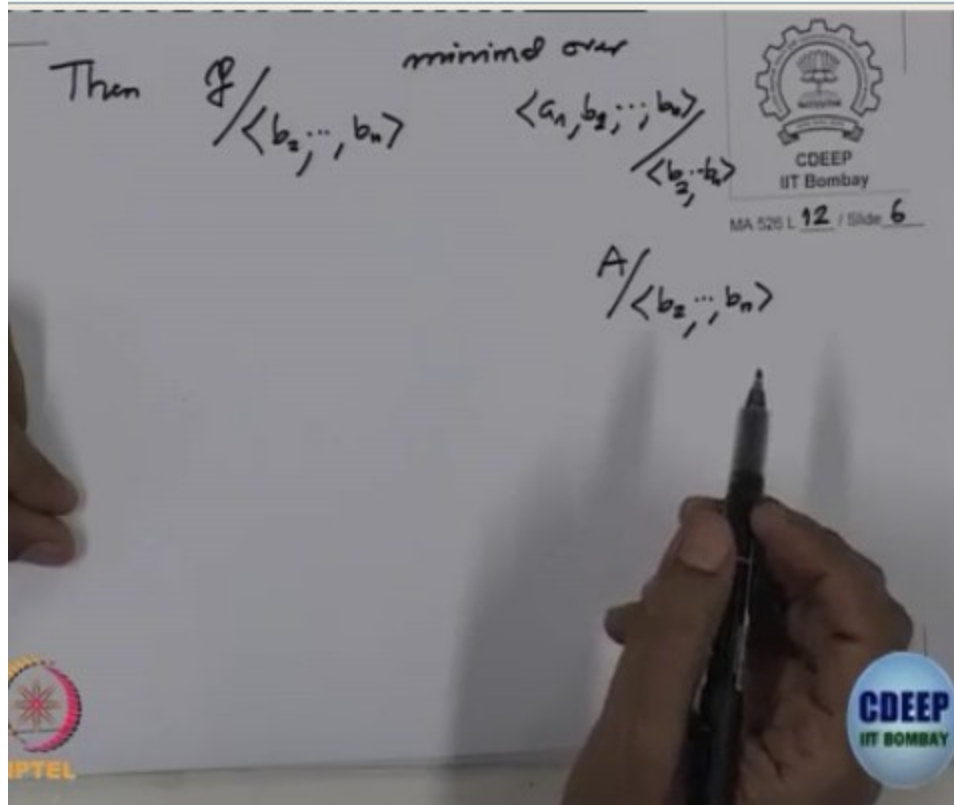 Then 𝔭/<b₂, ⋯, bₙ> minimal over <a₁, b₂, ⋯, bₙ>/<b₂, ⋯ bₙ>
A/<b₂, ⋯, bₙ>
CDEEP
IIT Bombay
MA 526 L 12 / Slide 6
NPTEL
CDEEP
IIT BOMBAY